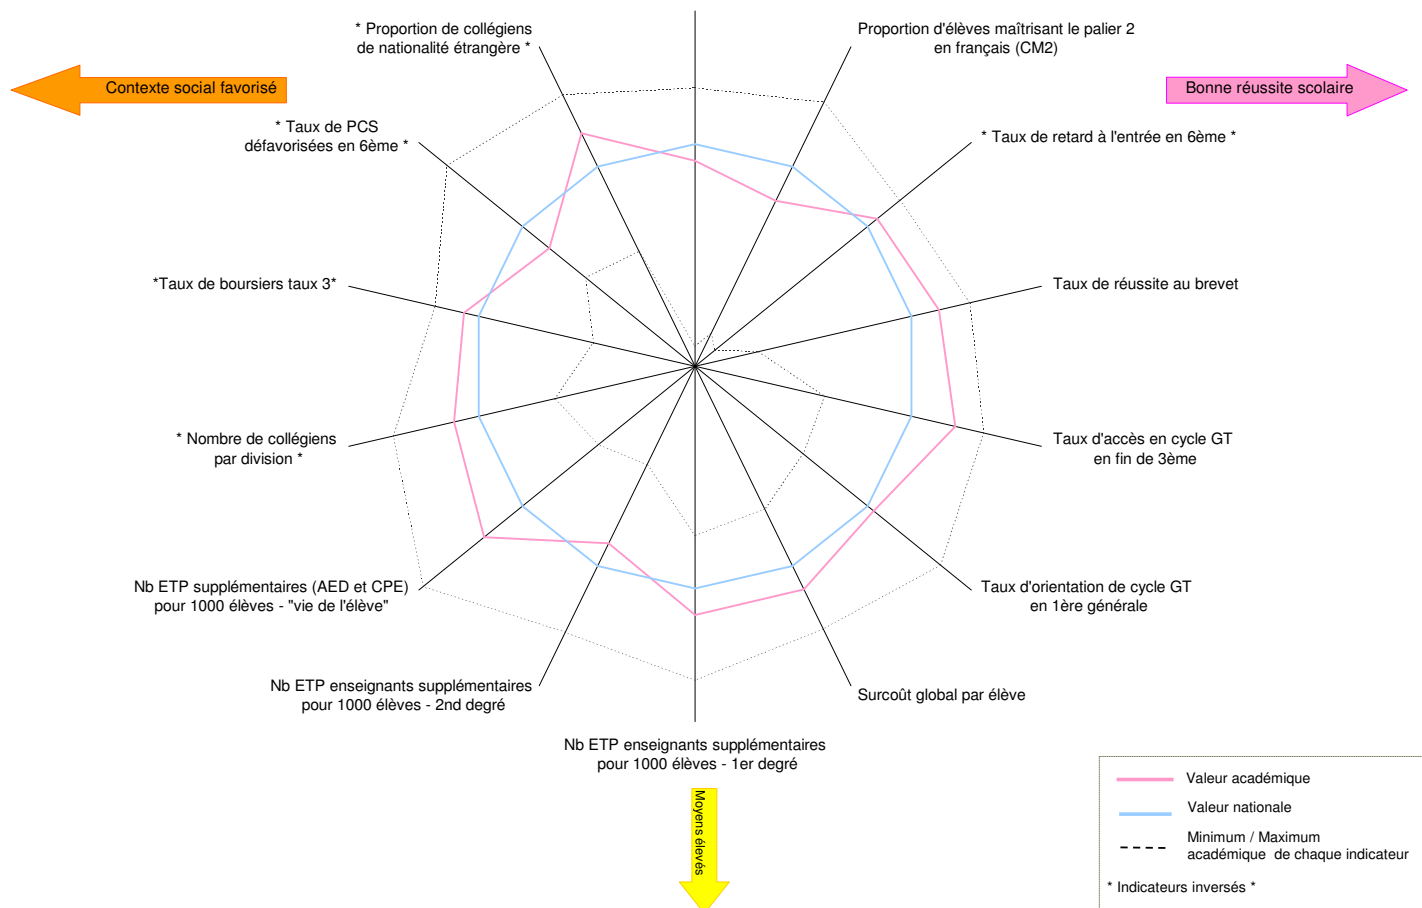 * Proportion de collégiens
de nationalité étrangère *
Proportion d'élèves maîtrisant le palier 2
en français (CM2)
Contexte social favorisé
Bonne réussite scolaire
* Taux de PCS
défavorisées en 6ème *
* Taux de retard à l'entrée en 6ème *
*Taux de boursiers taux 3*
Taux de réussite au brevet
* Nombre de collégiens
par division *
Taux d'accès en cycle GT
en fin de 3ème
Nb ETP supplémentaires (AED et CPE)
pour 1000 élèves - "vie de l'élève"
Taux d'orientation de cycle GT
en 1ère générale
Nb ETP enseignants supplémentaires
pour 1000 élèves - 2nd degré
Surcoût global par élève
Nb ETP enseignants supplémentaires
pour 1000 élèves - 1er degré
Moyens élevés
Valeur académique
Valeur nationale
Minimum / Maximum
académique de chaque indicateur
* Indicateurs inversés *